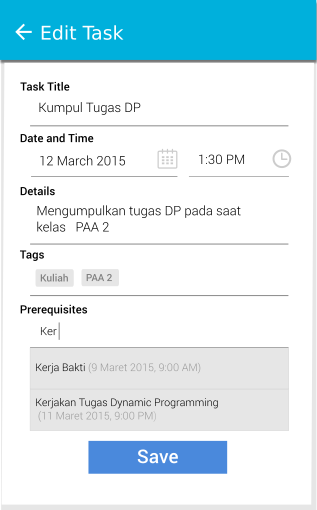 Edit Task
Task Title
Kumpul Tugas DP
Date and Time
12 March 2015 1:30 PM
Details
Mengumpulkan tugas DP pada saat
kelas PAA 2
Tags
Kuliah PAA 2
Prerequisites
Ker
Kerja Bakti (9 Maret 2015, 9:00 AM)
Kerjakan Tugas Dynamic Programming
(11 Maret 2015, 9:00 PM)
Save